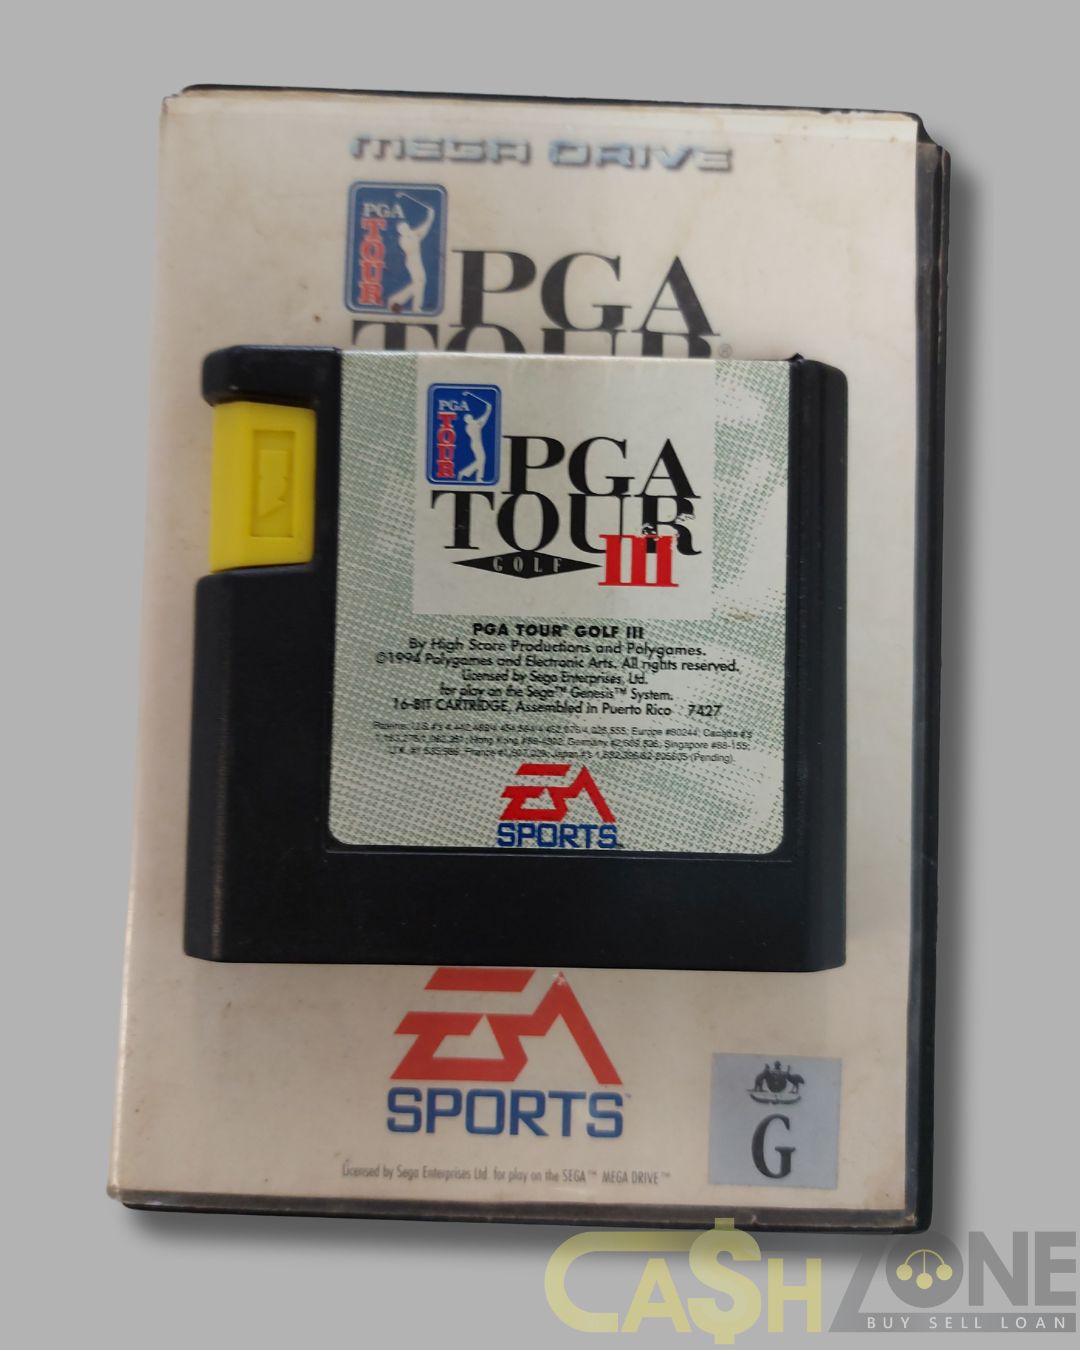 MEGA DRIVE
PGA
TOUR
PGA
TOUR
PGA
TOUR
PGA
TOUR
GOLF III
PGA TOUR® GOLF III
By High Score Productions and Polygames.
©1994 Polygames and Electronic Arts. All rights reserved.
Licensed by Sega Enterprises, Ltd.
for play on the Sega™ Genesis™ System.
16-BIT CARTRIDGE, Assembled in Puerto Rico 7427
EA
SPORTS™
EA
SPORTS™
G
Licensed by Sega Enterprises Ltd. for play on the SEGA™ MEGA DRIVE™
CA$HZONE
BUY SELL LOAN